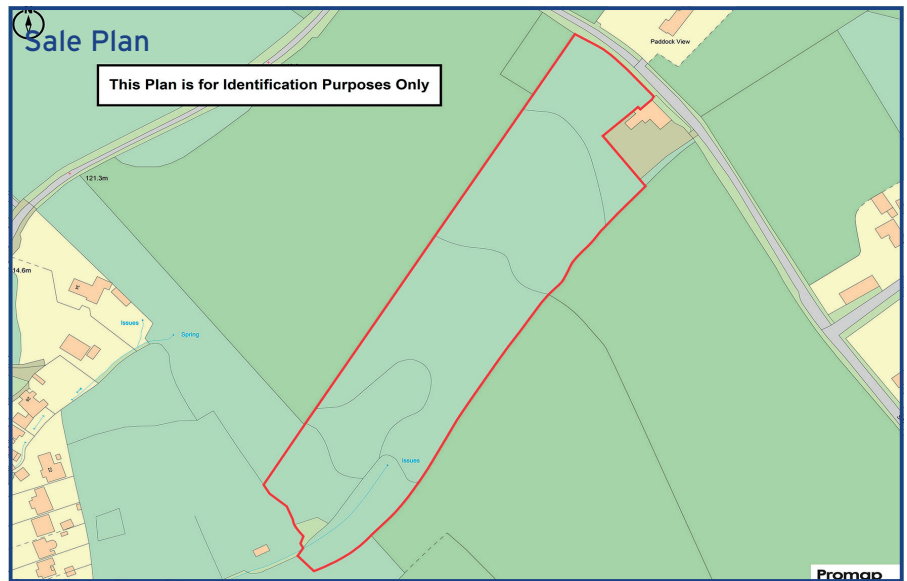 N
Sale Plan
This Plan is for Identification Purposes Only
Paddock View
121.3m
14.6m
Issues
Spring
Issues
Promap